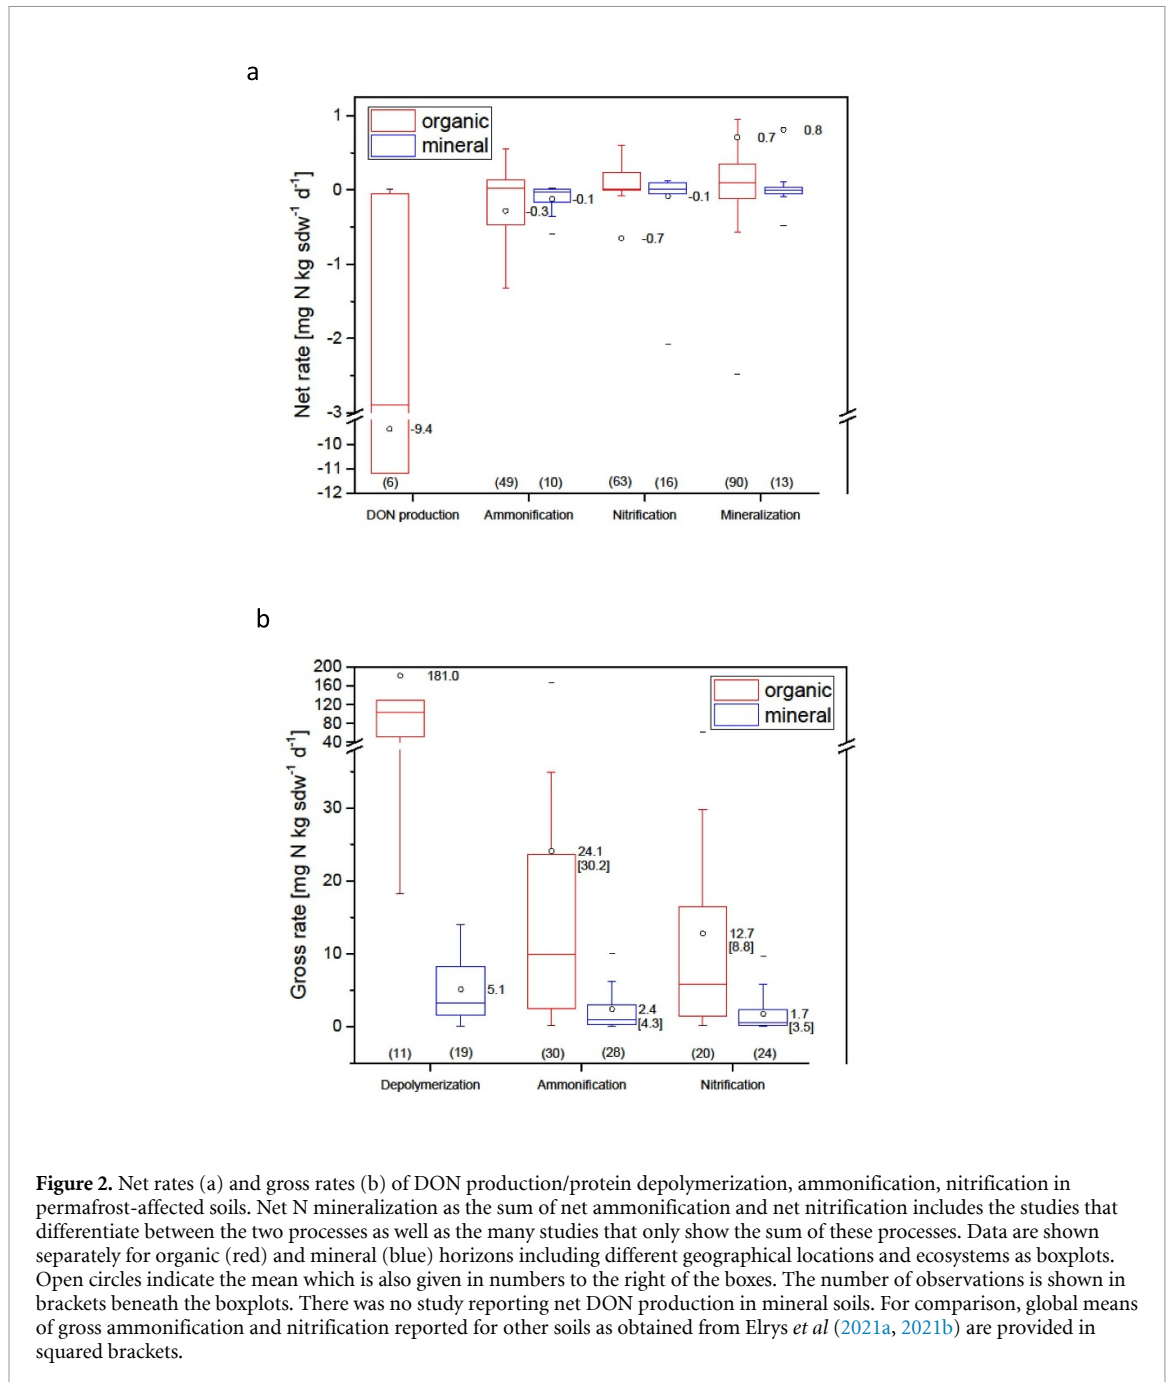 a
organic
mineral
Net rate [mg N kg sdw-1 d-1]
1
0
-1
-2
-3
-10
-11
-12
-9.4
-0.3
-0.1
-0.7
-0.1
0.7
0.8
(6) (49) (10) (63) (16) (90) (13)
DON production Ammonification Nitrification Mineralization
b
organic
mineral
Gross rate [mg N kg sdw-1 d-1]
200
160
120
80
40
30
20
10
0
181.0
5.1
24.1
[30.2]
2.4
[4.3]
12.7
[8.8]
1.7
[3.5]
(11) (19) (30) (28) (20) (24)
Depolymerization Ammonification Nitrification
Figure 2. Net rates (a) and gross rates (b) of DON production/protein depolymerization, ammonification, nitrification in
permafrost-affected soils. Net N mineralization as the sum of net ammonification and net nitrification includes the studies that
differentiate between the two processes as well as the many studies that only show the sum of these processes. Data are shown
separately for organic (red) and mineral (blue) horizons including different geographical locations and ecosystems as boxplots.
Open circles indicate the mean which is also given in numbers to the right of the boxes. The number of observations is shown in
brackets beneath the boxplots. There was no study reporting net DON production in mineral soils. For comparison, global means
of gross ammonification and nitrification reported for other soils as obtained from Elrys et al (2021a, 2021b) are provided in
squared brackets.